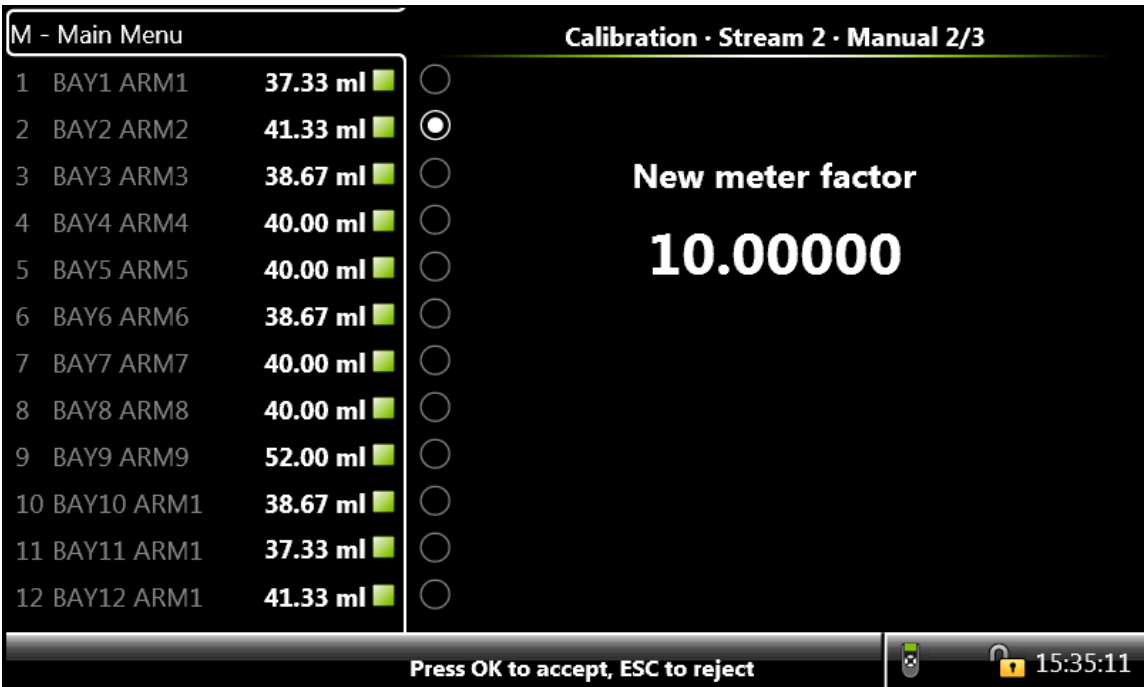 M - Main Menu
Calibration · Stream 2 · Manual 2/3
1 BAY1 ARM1 37.33 ml
2 BAY2 ARM2 41.33 ml
3 BAY3 ARM3 38.67 ml
4 BAY4 ARM4 40.00 ml
5 BAY5 ARM5 40.00 ml
6 BAY6 ARM6 38.67 ml
7 BAY7 ARM7 40.00 ml
8 BAY8 ARM8 40.00 ml
9 BAY9 ARM9 52.00 ml
10 BAY10 ARM1 38.67 ml
11 BAY11 ARM1 37.33 ml
12 BAY12 ARM1 41.33 ml
New meter factor
10.00000
Press OK to accept, ESC to reject
15:35:11